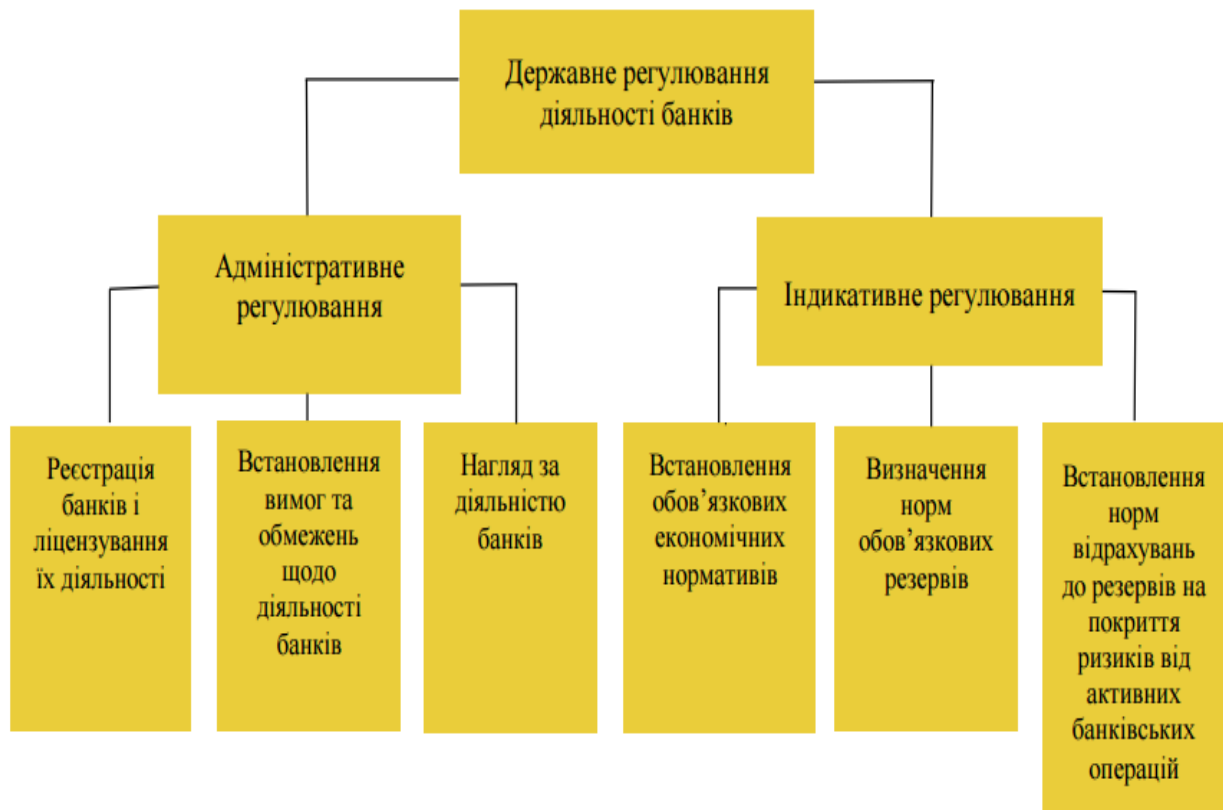 Державне регулювання
діяльності банків
Адміністративне
регулювання
Індикативне регулювання
Реєстрація
банків і
ліцензування
їх діяльності
Встановлення
вимог та
обмежень
щодо
діяльності
банків
Нагляд за
діяльністю
банків
Встановлення
обов’язкових
економічних
нормативів
Визначення
норм
обов’язкових
резервів
Встановлення
норм
відрахувань
до резервів на
покриття
ризиків від
активних
банківських
операцій